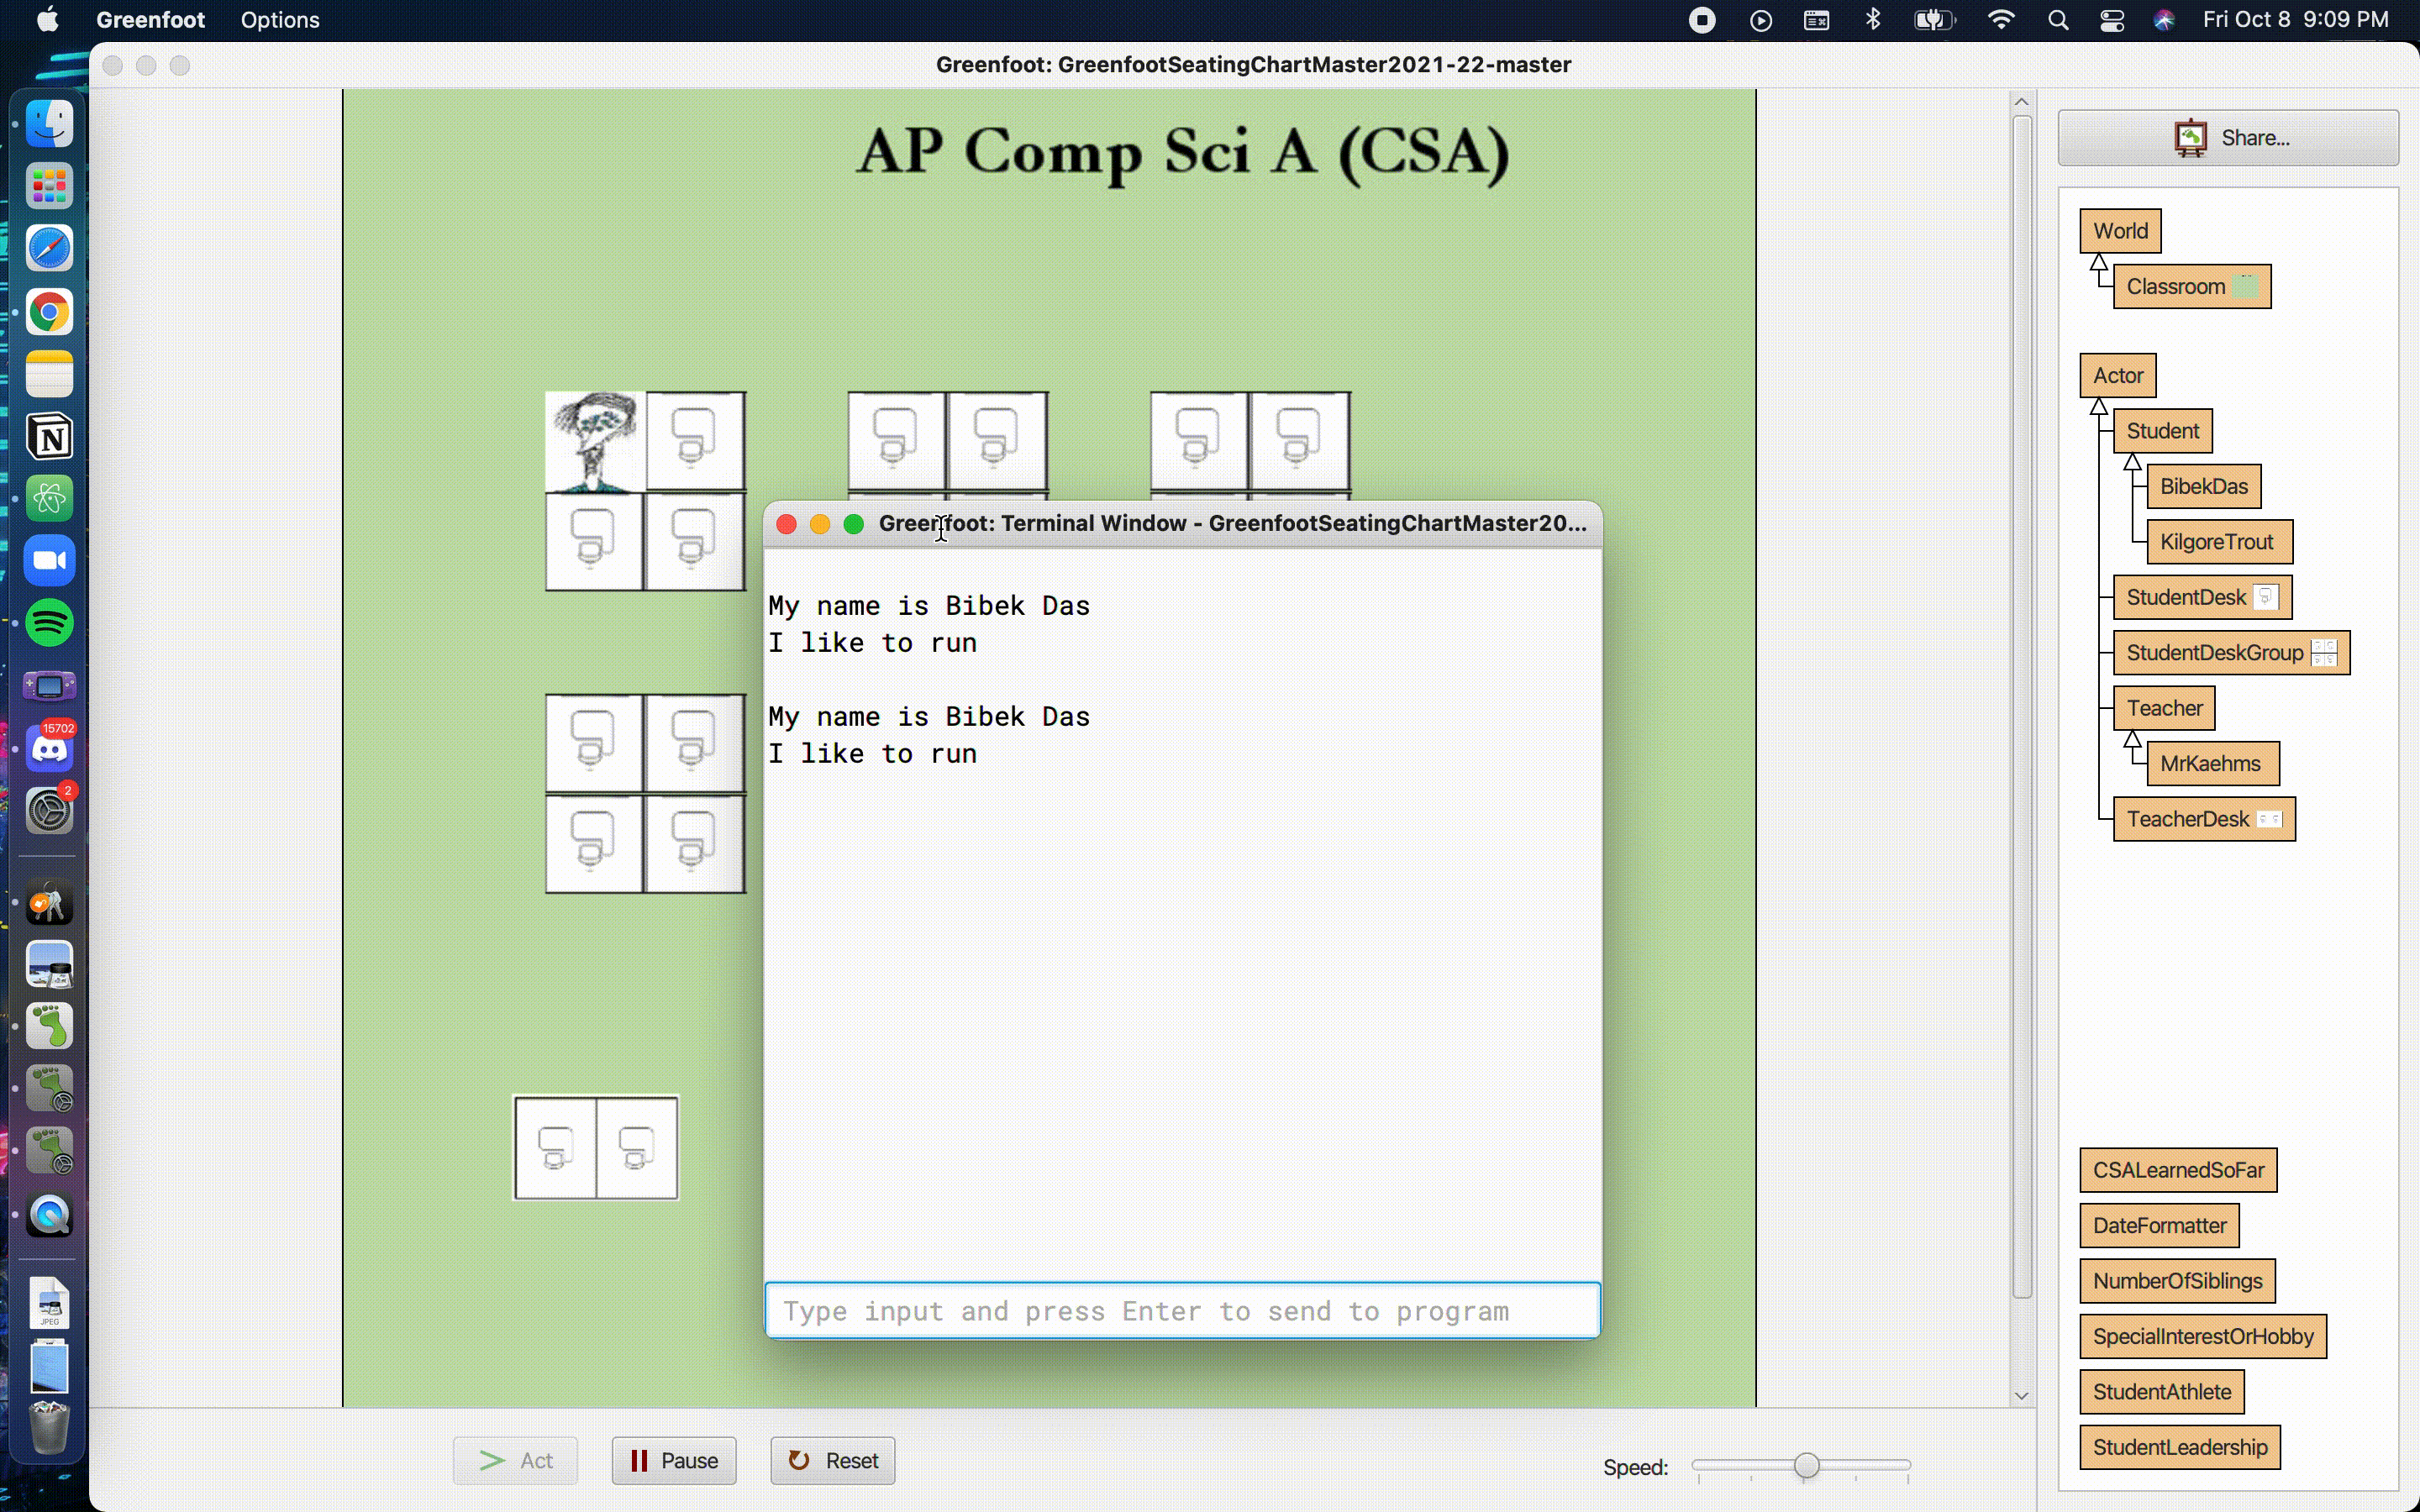 Greenfoot Options Fri Oct 8 9:09 PM
Greenfoot: GreenfootSeatingChartMaster2021-22-master
AP Comp Sci A (CSA)
Greenfoot: Terminal Window - GreenfootSeatingChartMaster20...
My name is Bibek Das
I like to run
My name is Bibek Das
I like to run
Type input and press Enter to send to program
Act
Pause
Reset
Speed:
Share...
World
Classroom
Actor
Student
BibekDas
KilgoreTrout
StudentDesk
StudentDeskGroup
Teacher
MrKaehms
TeacherDesk
CSALearnedSoFar
DateFormatter
NumberOfSiblings
SpecialInterestOrHobby
StudentAthlete
StudentLeadership
15702
2
JPEG